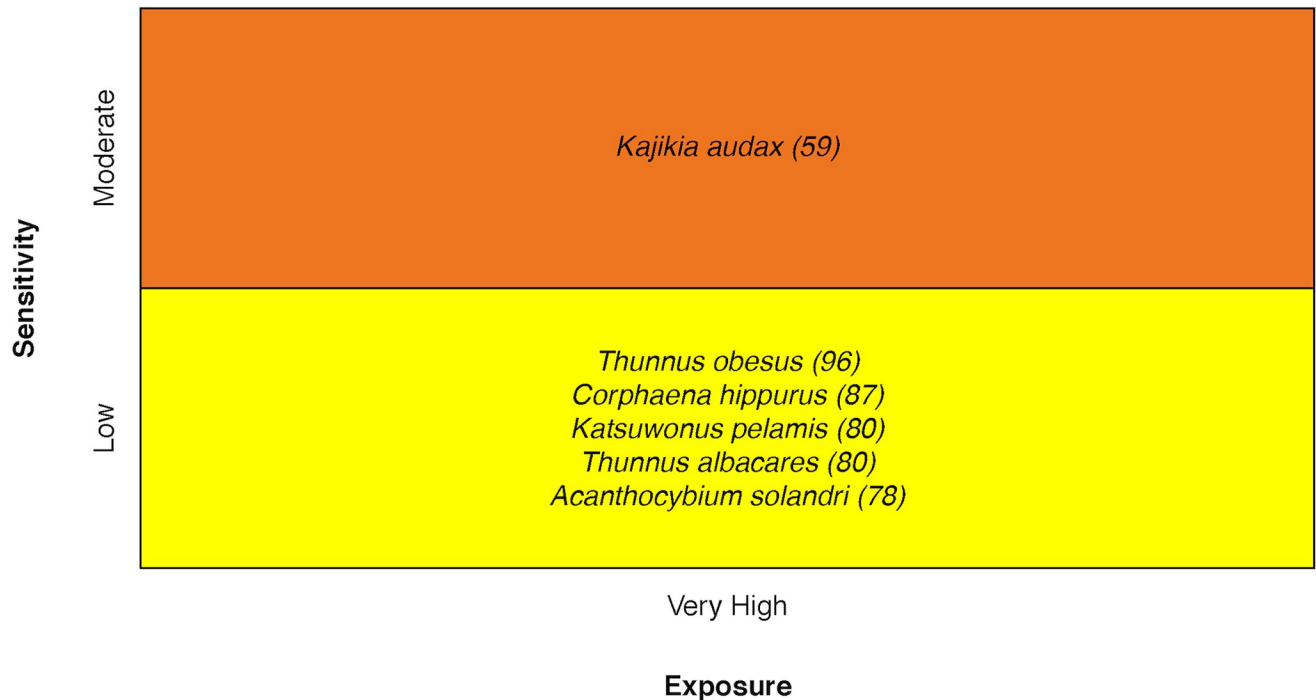 Sensitivity
Moderate
Kajikia audax (59)
Low
Thunnus obesus (96)
Corphaena hippurus (87)
Katsuwonus pelamis (80)
Thunnus albacares (80)
Acanthocybium solandri (78)
Very High
Exposure